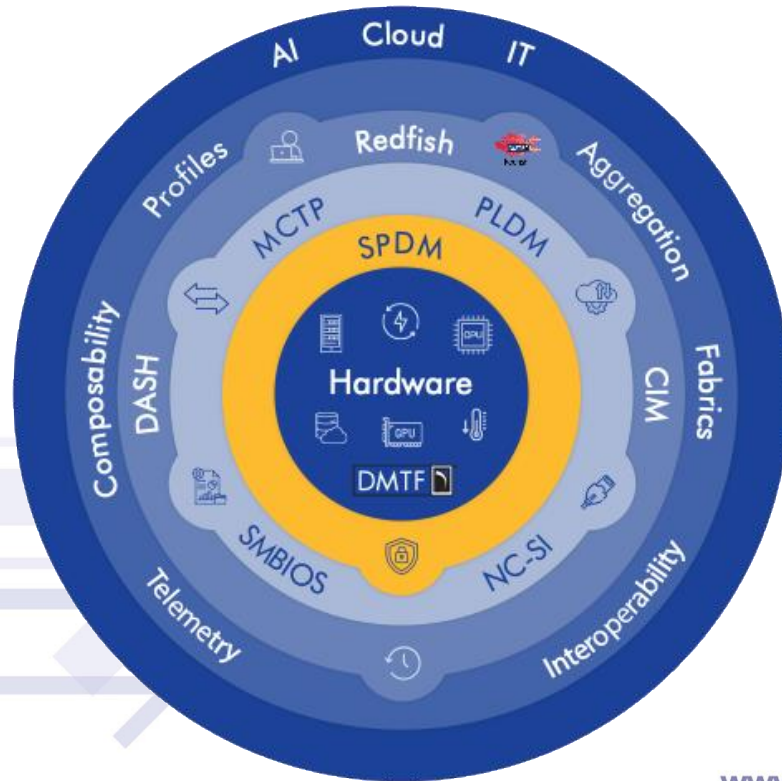 AI Cloud IT
Profiles Redfish Aggregation
MCTP PLDM
SPDM
Composability DASH Hardware CIM Fabrics
GPU
DMTF
SMBIOS NC-SI
Telemetry Interoperability